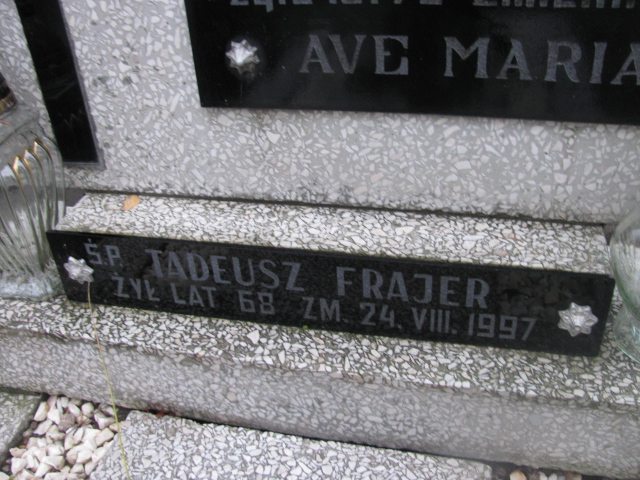 AVE MARIA
Ś.P. TADEUSZ FRAJER
ŻYŁ LAT 68 ZM. 24. VIII. 1997